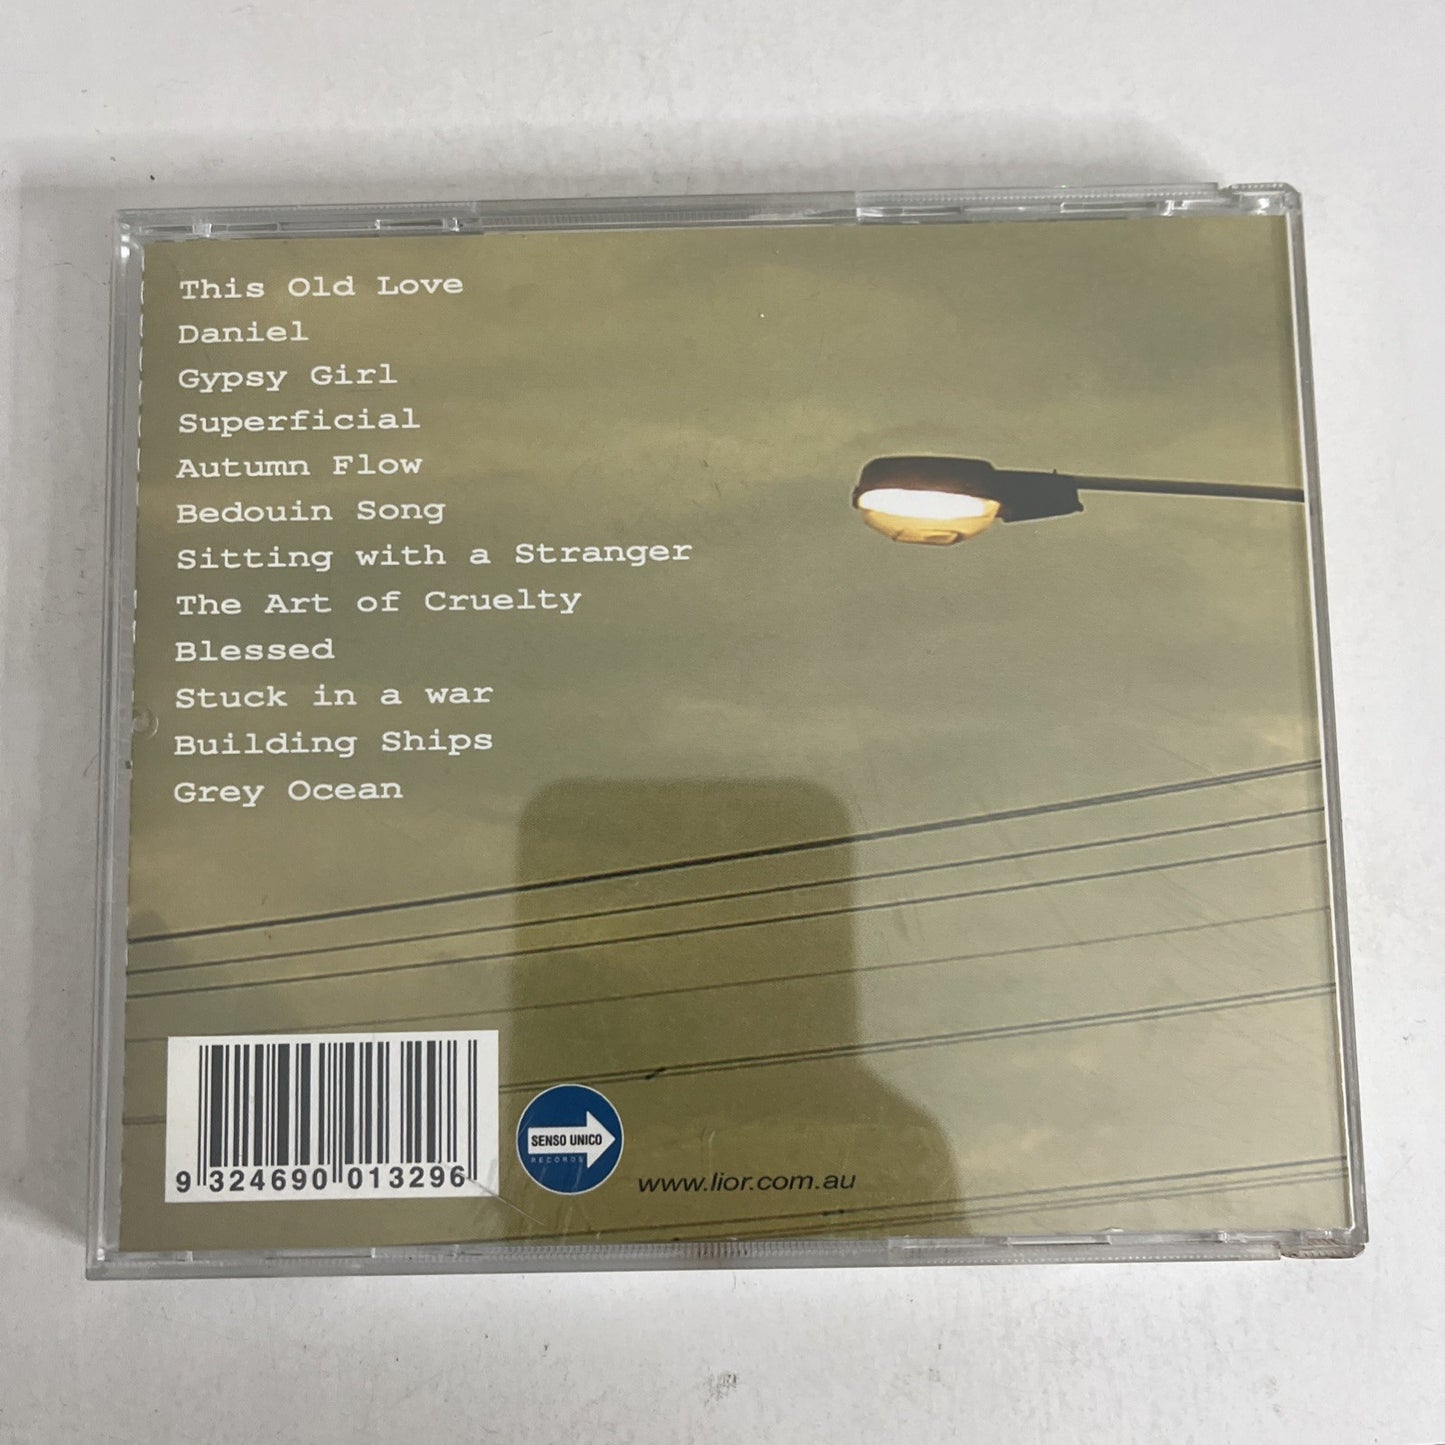 This Old Love
Daniel
Gypsy Girl
Superficial
Autumn Flow
Bedouin Song
Sitting with a Stranger
The Art of Cruelty
Blessed
Stuck in a war
Building Ships
Grey Ocean
9 324690 013296
SENSO UNICO
RECORDS
www.lior.com.au